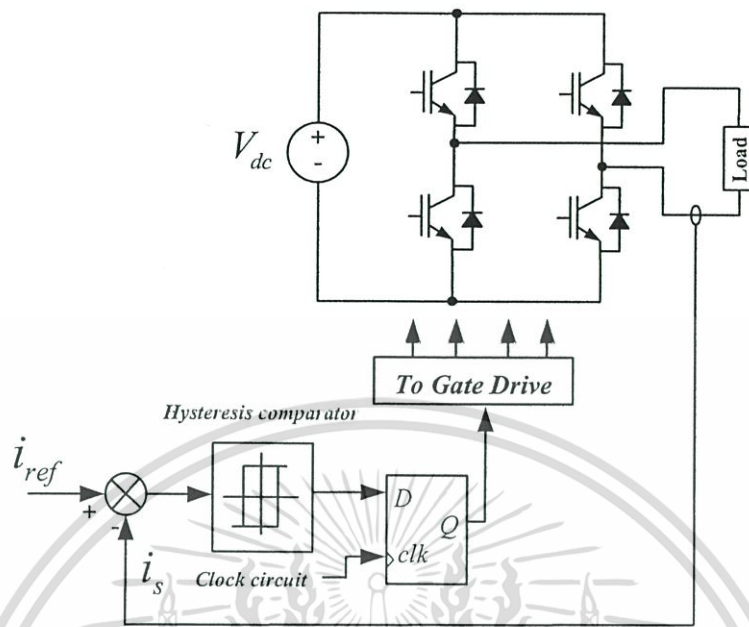 +
V_dc
-
Load
To Gate Drive
Hysteresis comparator
i_ref
+
-
D
Q
i_s
Clock circuit
clk